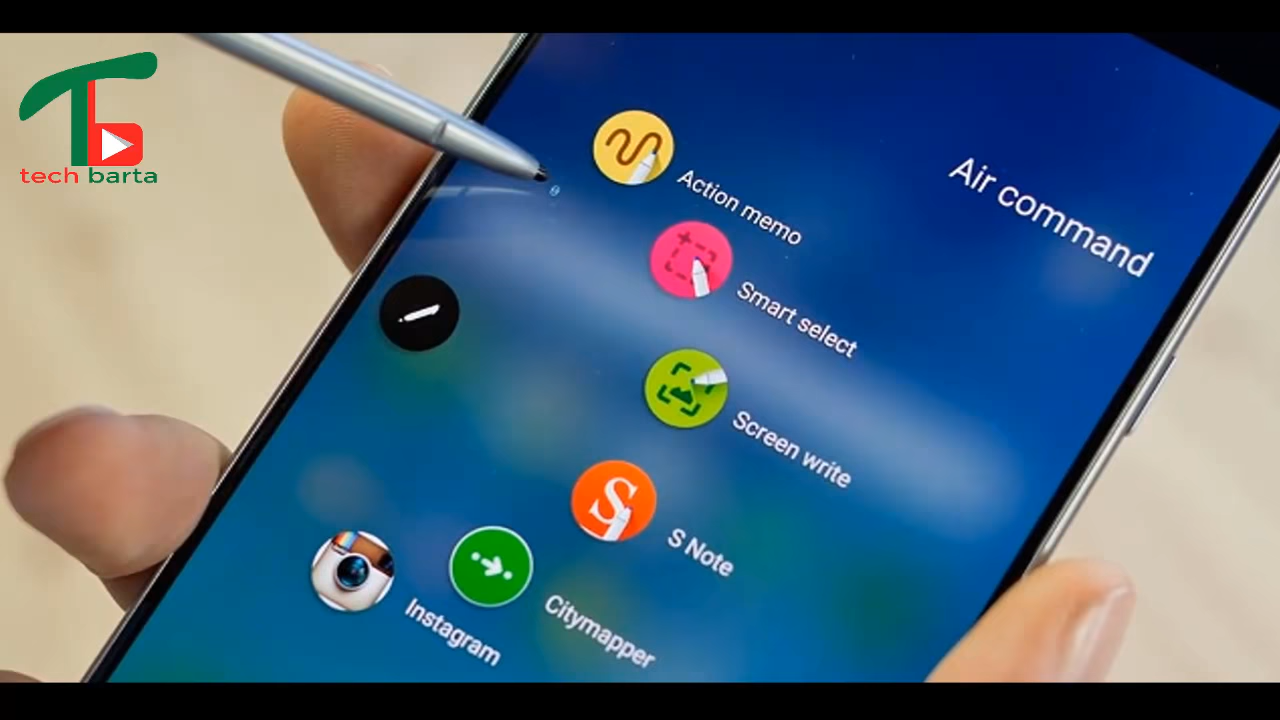 tech barta
Air command
Action memo
Smart select
Screen write
S Note
Citymapper
Instagram